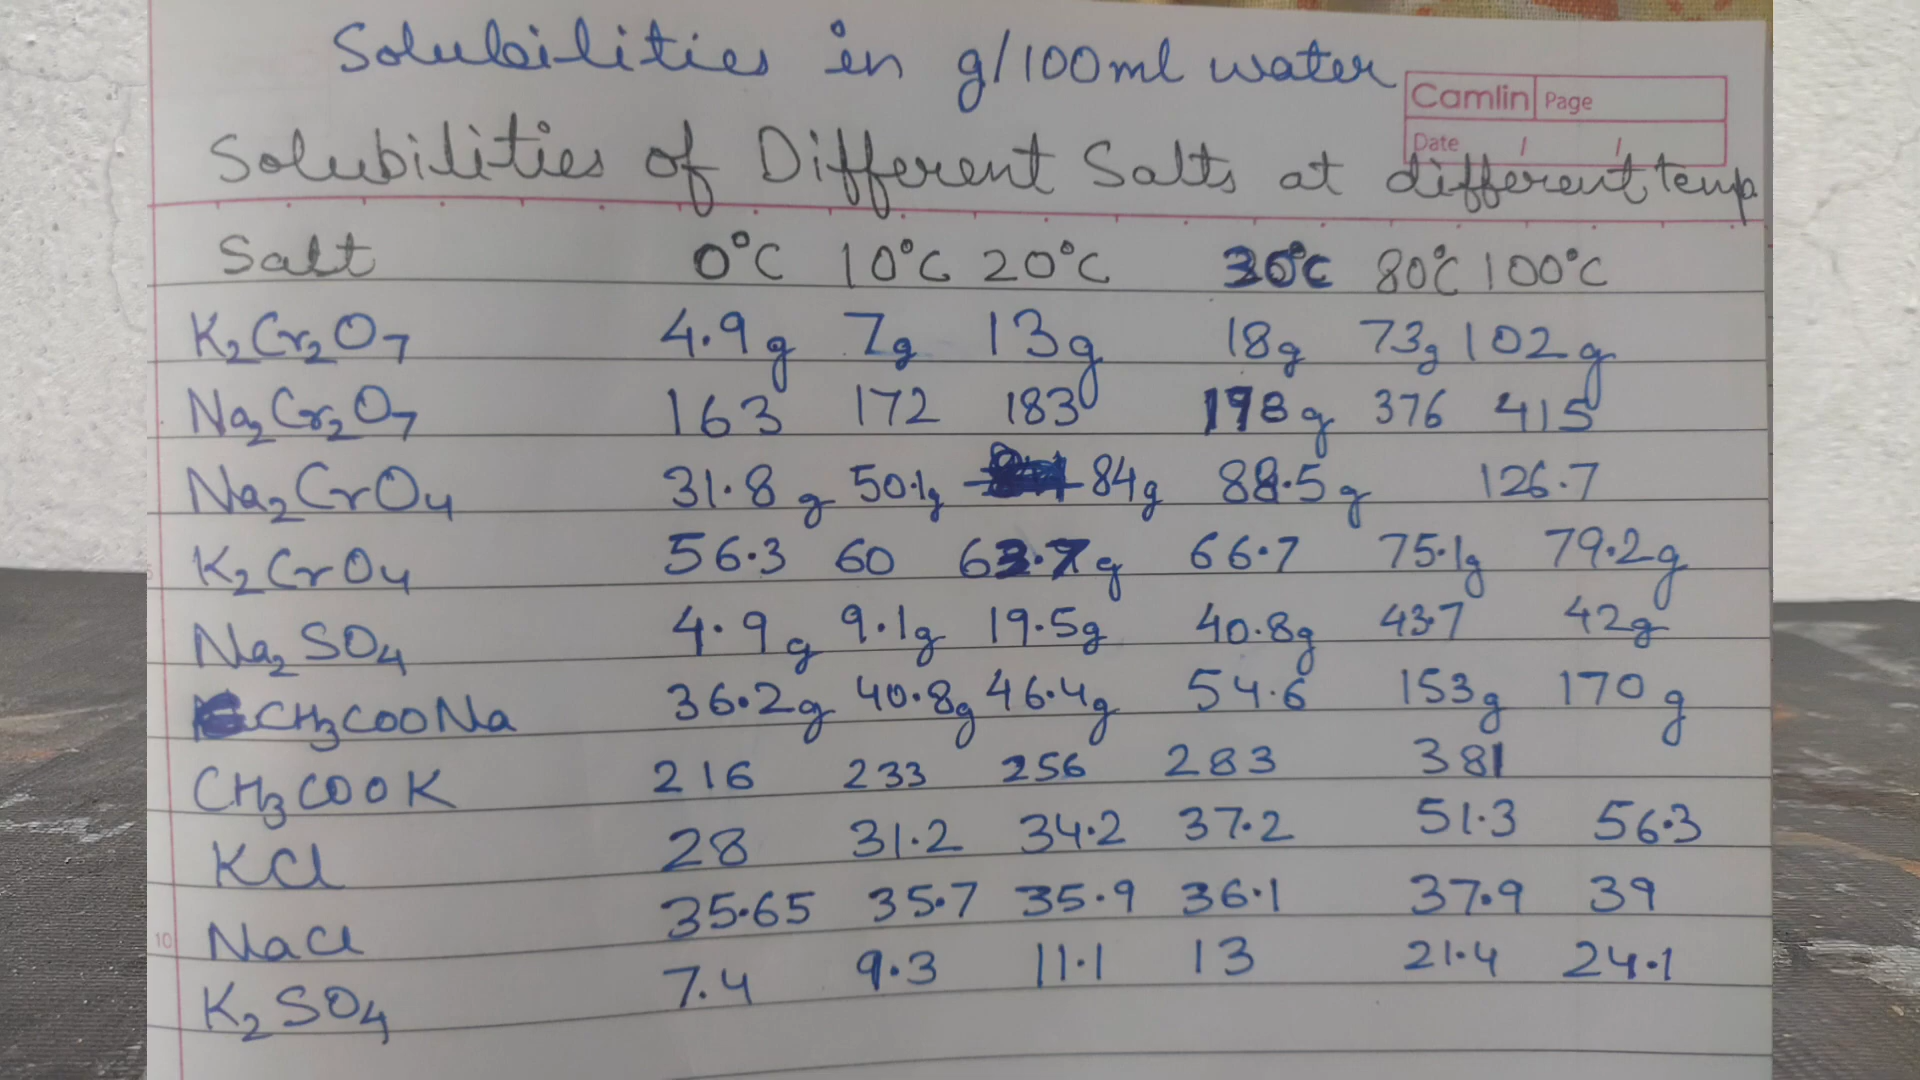 Solubilities in g/100ml water
Camlin Page
Date / /
Solubilities of Different Salts at different temp
Salt 0°C 10°C 20°C 30°C 80°C 100°C
K2Cr2O7 4.9g 7g 13g 18g 73g 102g
Na2Cr2O7 163 172 183 198g 376 415
Na2CrO4 31.8g 50.1g 84g 88.5g 126.7
K2CrO4 56.3 60 63.7g 66.7 75.1g 79.2g
Na2SO4 4.9g 9.1g 19.5g 40.8g 43.7 42g
CH3COONa 36.2g 40.8g 46.4g 54.6 153g 170g
CH3COOK 216 233 256 283 381
KCl 28 31.2 34.2 37.2 51.3 56.3
10 NaCl 35.65 35.7 35.9 36.1 37.9 39
K2SO4 7.4 9.3 11.1 13 21.4 24.1